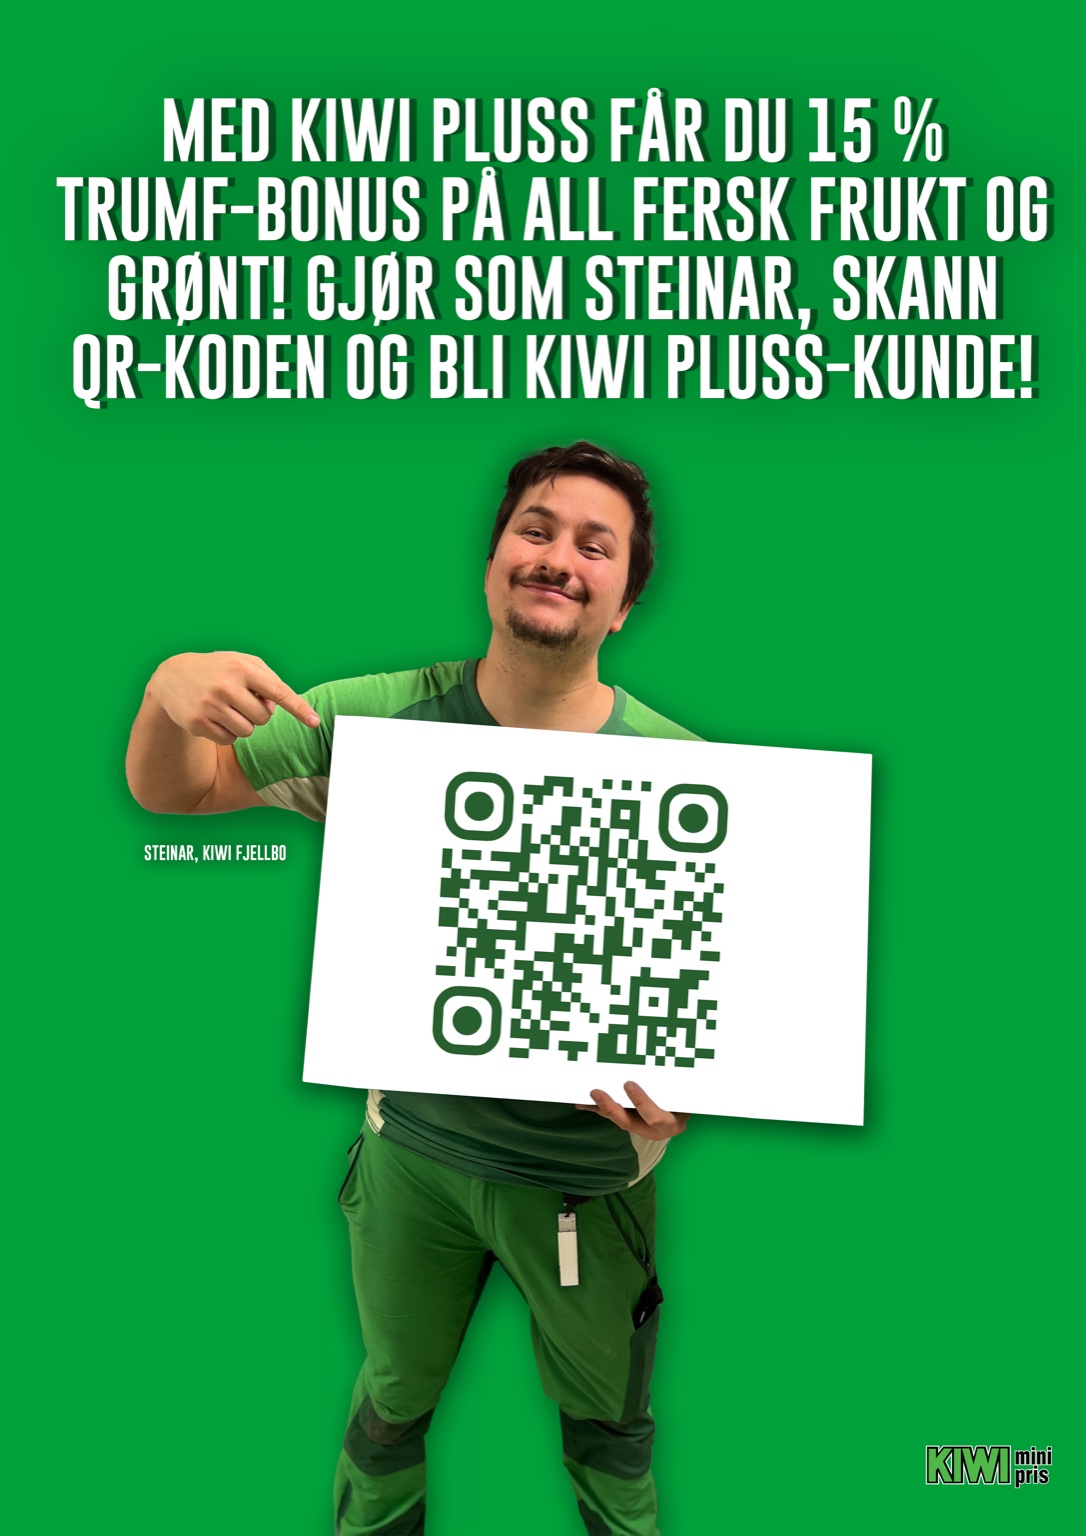 MED KIWI PLUSS FÅR DU 15 %
TRUMF-BONUS PÅ ALL FERSK FRUKT OG
GRØNT! GJØR SOM STEINAR, SKANN
QR-KODEN OG BLI KIWI PLUSS-KUNDE!
STEINAR, KIWI FJELLBO
KIWI mini
pris